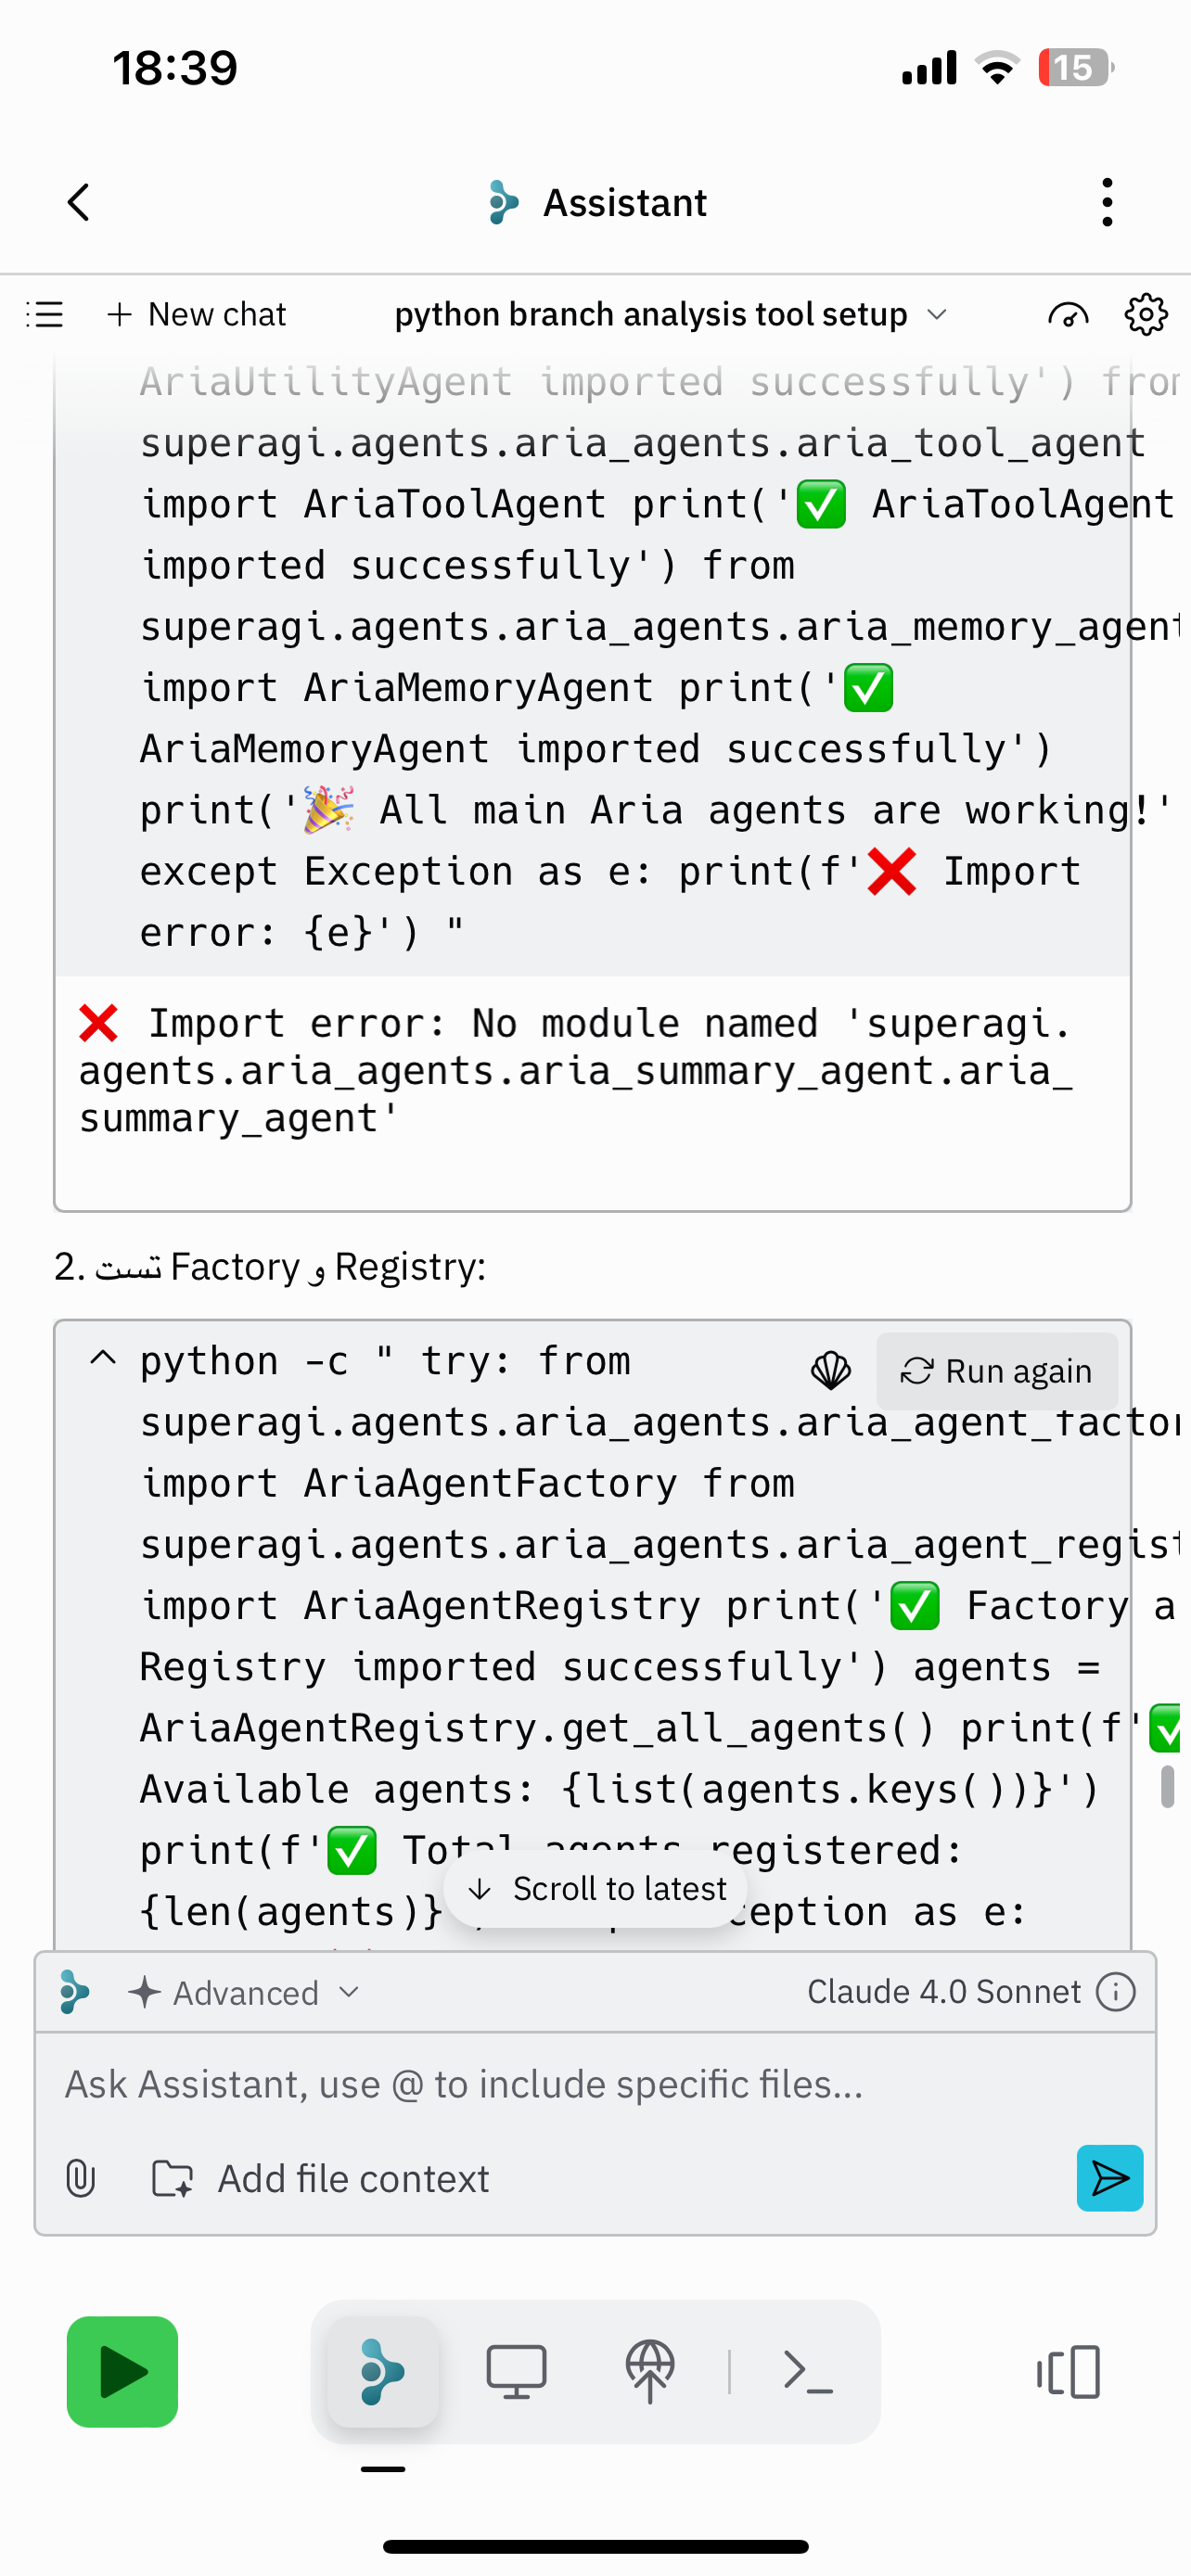 18:39
15
Assistant
New chat
python branch analysis tool setup
AriaUtilityAgent imported successfully')
superagi.agents.aria_agents.aria_tool_agent
import AriaToolAgent print('✅ AriaToolAgent
imported successfully') from
superagi.agents.aria_agents.aria_memory_agent
import AriaMemoryAgent print('✅
AriaMemoryAgent imported successfully')
print('🎉 All main Aria agents are working!'
except Exception as e: print(f'❌ Import
error: {e}') "
❌ Import error: No module named 'superagi.
agents.aria_agents.aria_summary_agent.aria_
summary_agent'
2. تست Factory و Registry:
python -c " try: from
Run again
superagi.agents.aria_agents.aria_agent_factor
import AriaAgentFactory from
superagi.agents.aria_agents.aria_agent_regist
import AriaAgentRegistry print('✅ Factory a
Registry imported successfully') agents =
AriaAgentRegistry.get_all_agents() print(f'✅
Available agents: {list(agents.keys())}')
print(f'✅ Total agents registered:
{len(agents)} as e:
Scroll to latest
Advanced
Claude 4.0 Sonnet
Ask Assistant, use @ to include specific files...
Add file context